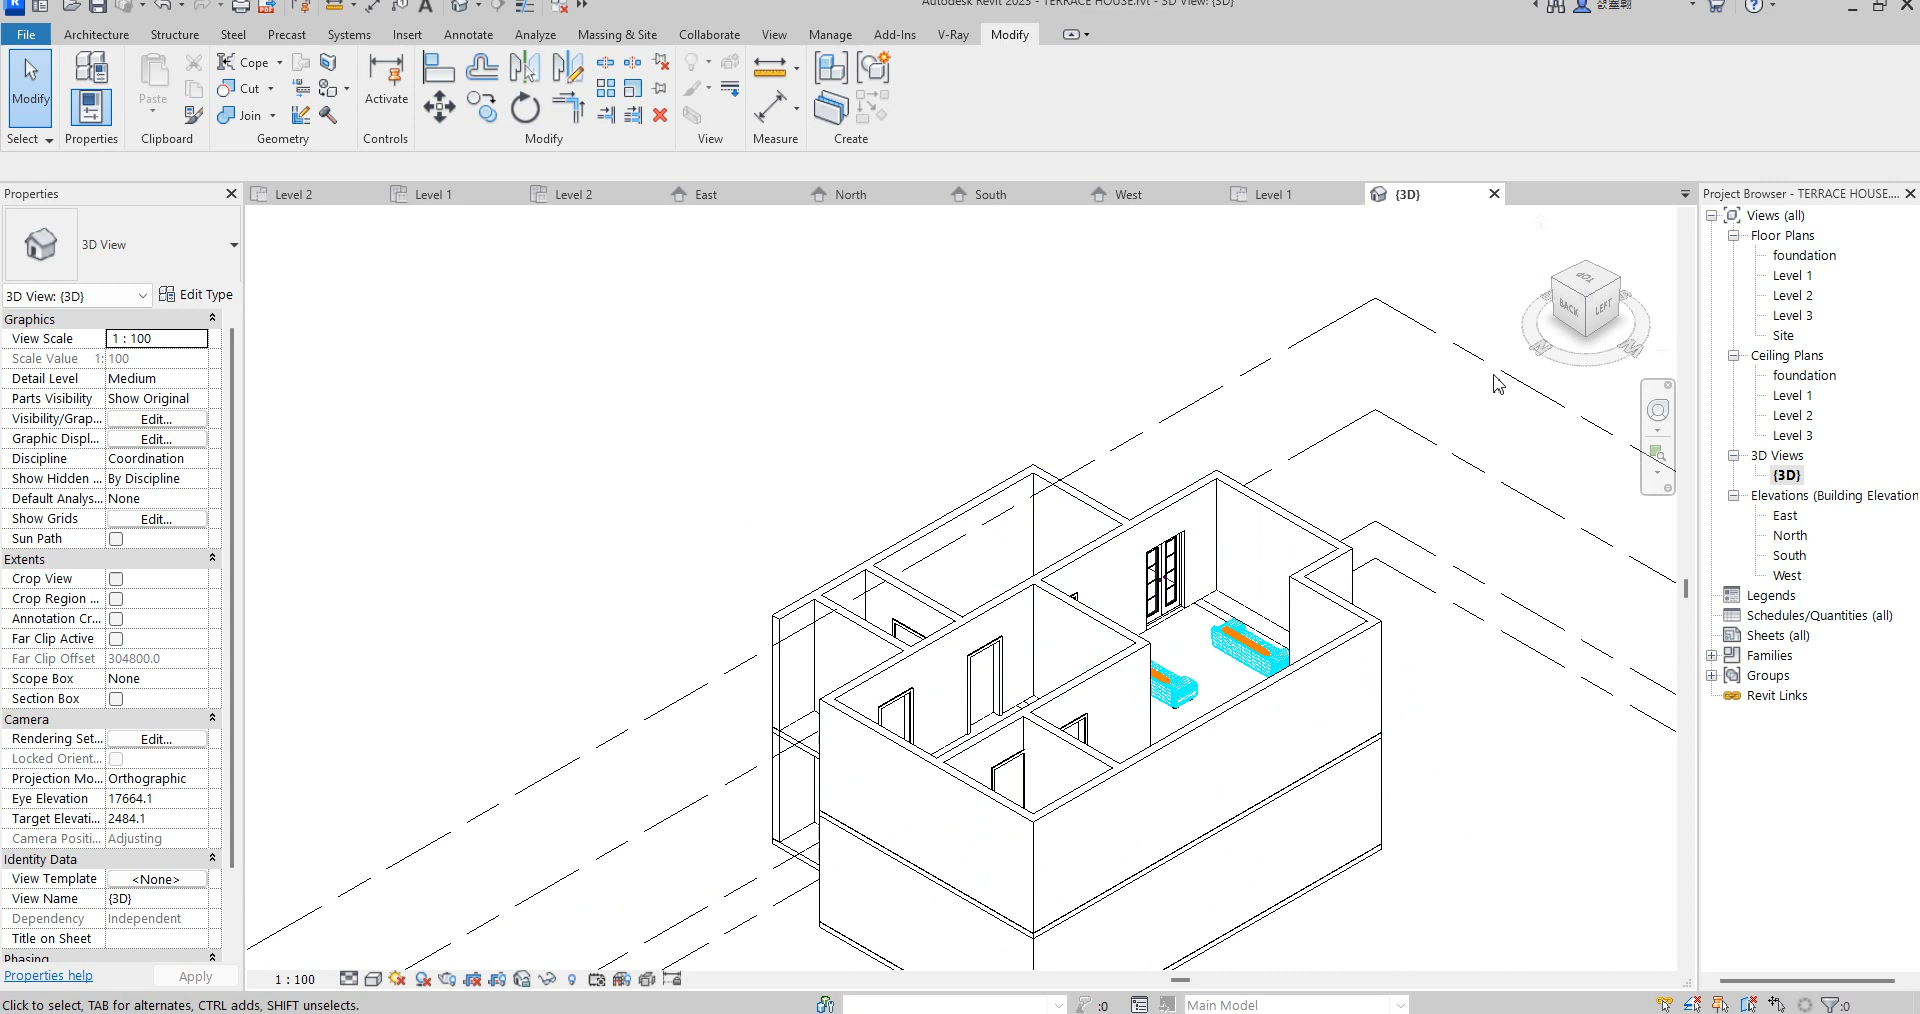 Autodesk Revit 2023 - TERRACE HOUSE.rvt - 3D View: {3D}
File Architecture Structure Steel Precast Systems Insert Annotate Analyze Massing & Site Collaborate View Manage Add-Ins V-Ray Modify
Modify
Paste
Cope
Cut
Join
Activate
Select Properties Clipboard Geometry Controls Modify View Measure Create
Properties
Level 2 Level 1 Level 2 East North South West Level 1 {3D}
Project Browser - TERRACE HOUSE....
3D View
3D View: {3D} Edit Type
Graphics
View Scale 1 : 100
Scale Value 1: 100
Detail Level Medium
Parts Visibility Show Original
Visibility/Grap... Edit...
Graphic Displ... Edit...
Discipline Coordination
Show Hidden ... By Discipline
Default Analys... None
Show Grids Edit...
Sun Path
Extents
Crop View
Crop Region ...
Annotation Cr...
Far Clip Active
Far Clip Offset 304800.0
Scope Box None
Section Box
Camera
Rendering Set... Edit...
Locked Orient...
Projection Mo... Orthographic
Eye Elevation 17664.1
Target Elevati... 2484.1
Camera Positi... Adjusting
Identity Data
View Template <None>
View Name {3D}
Dependency Independent
Title on Sheet
Phasing
Properties help Apply
TOP
BACK LEFT
Views (all)
Floor Plans
foundation
Level 1
Level 2
Level 3
Site
Ceiling Plans
foundation
Level 1
Level 2
Level 3
3D Views
{3D}
Elevations (Building Elevation
East
North
South
West
Legends
Schedules/Quantities (all)
Sheets (all)
Families
Groups
Revit Links
1 : 100
Click to select, TAB for alternates, CTRL adds, SHIFT unselects.
:0
Main Model
:0